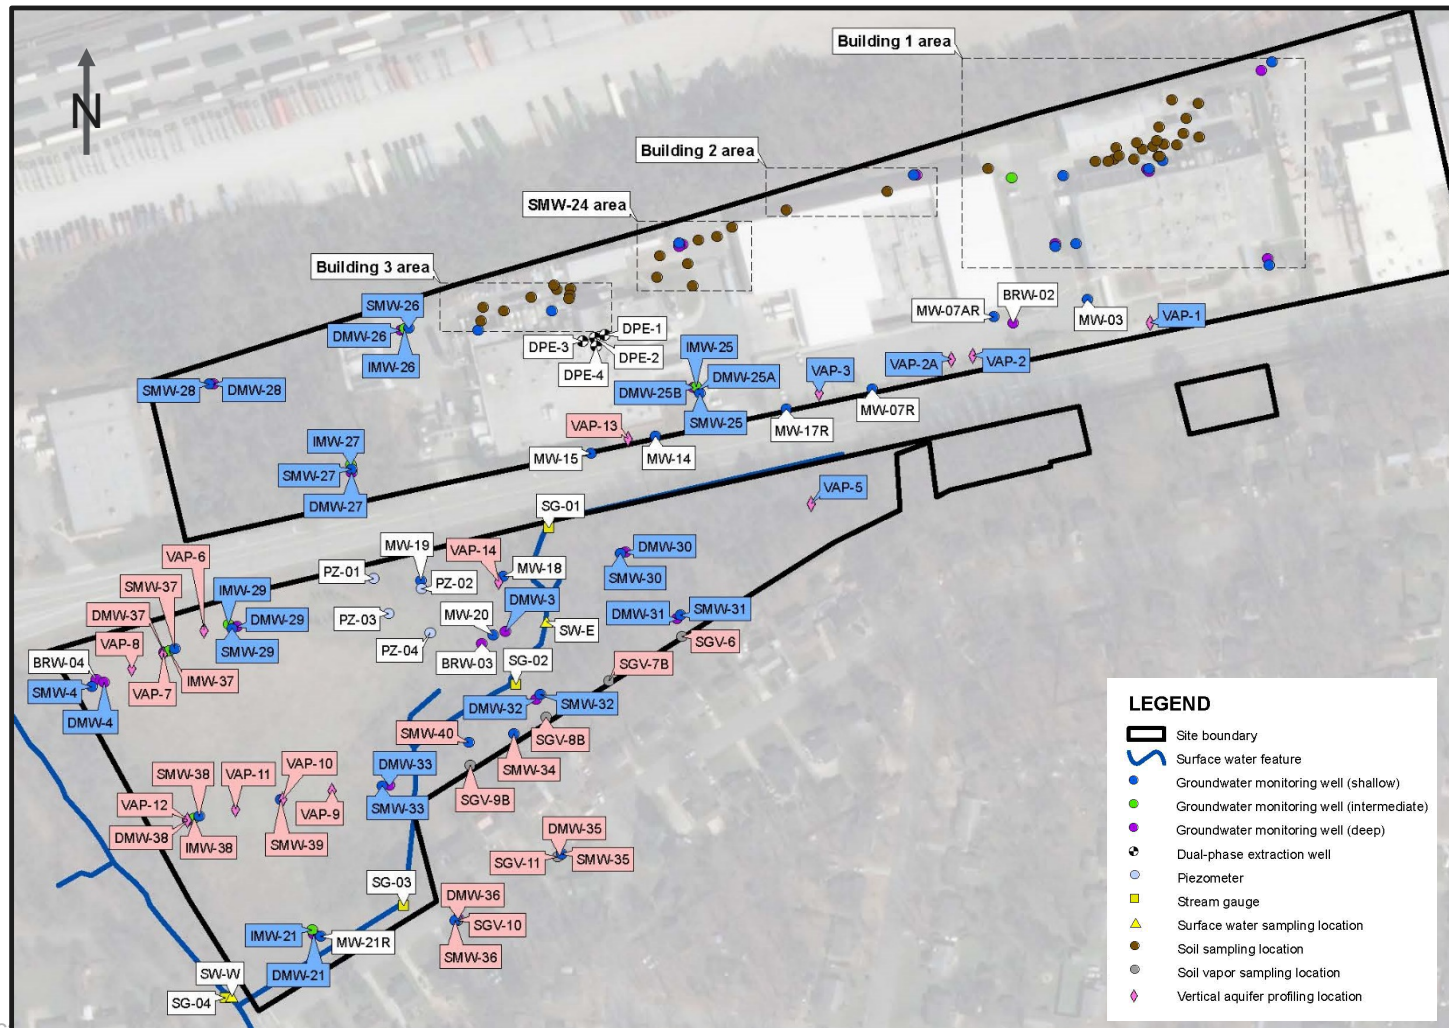 Building 1 area
N
Building 2 area
SMW-24 area
Building 3 area
SMW-26
BRW-02
MW-07AR
DMW-26
DPE-1
MW-03
VAP-1
DPE-3
DPE-2
IMW-25
IMW-26
DPE-4
VAP-3
VAP-2A
VAP-2
SMW-28
DMW-28
DMW-25B
DMW-25A
MW-07R
VAP-13
SMW-25
MW-17R
IMW-27
MW-15
MW-14
SMW-27
DMW-27
VAP-5
SG-01
MW-19
VAP-6
VAP-14
DMW-30
MW-18
PZ-01
SMW-37
IMW-29
PZ-02
SMW-30
DMW-3
DMW-37
DMW-29
PZ-03
MW-20
DMW-31
SMW-31
VAP-8
SMW-29
PZ-04
SW-E
SGV-6
BRW-04
BRW-03
SG-02
SGV-7B
SMW-4
VAP-7
IMW-37
DMW-4
DMW-32
SMW-32
SMW-40
SGV-8B
SMW-34
SMW-38
VAP-11
VAP-10
DMW-33
VAP-12
VAP-9
SMW-33
SGV-9B
DMW-38
IMW-38
SMW-39
DMW-35
SGV-11
SMW-35
SG-03
DMW-36
IMW-21
MW-21R
SGV-10
SMW-36
SW-W
DMW-21
SG-04
LEGEND
Site boundary
Surface water feature
Groundwater monitoring well (shallow)
Groundwater monitoring well (intermediate)
Groundwater monitoring well (deep)
Dual-phase extraction well
Piezometer
Stream gauge
Surface water sampling location
Soil sampling location
Soil vapor sampling location
Vertical aquifer profiling location